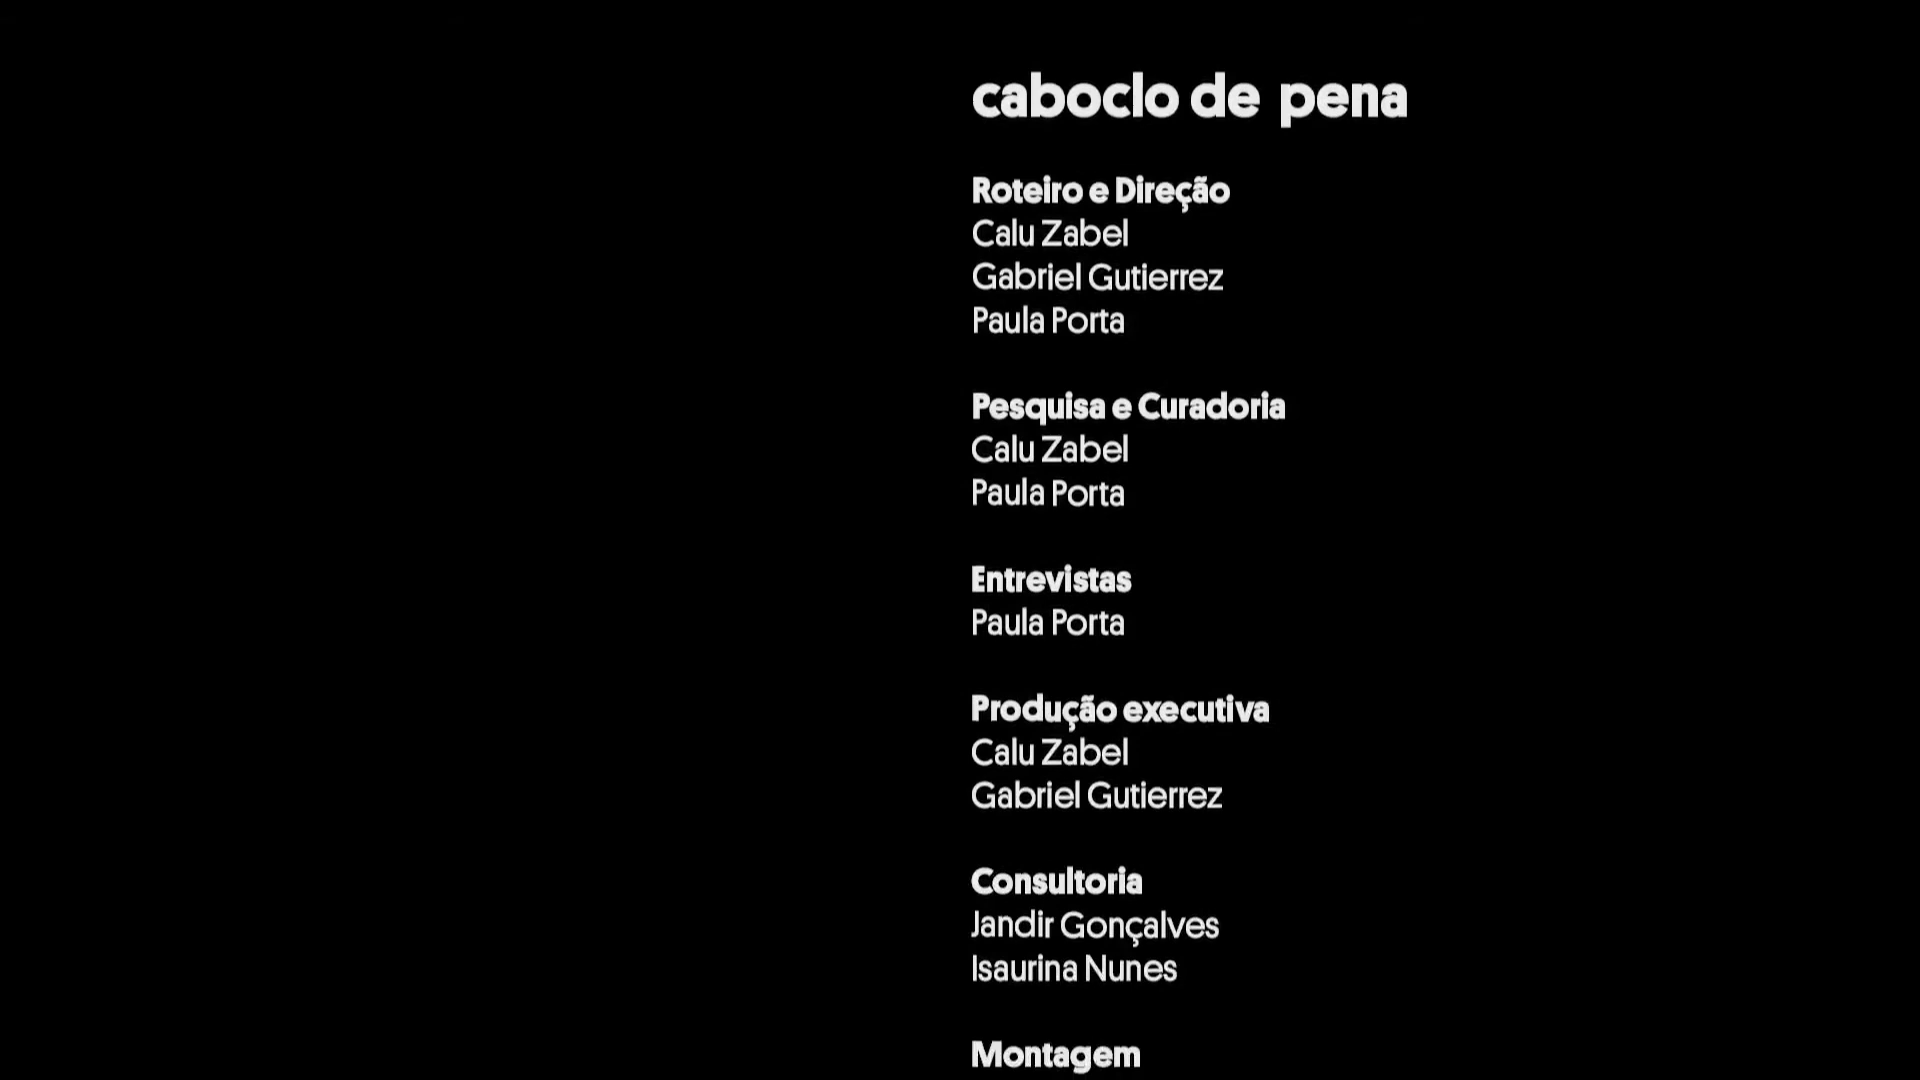 caboclo de pena
Roteiro e Direção
Calu Zabel
Gabriel Gutierrez
Paula Porta
Pesquisa e Curadoria
Calu Zabel
Paula Porta
Entrevistas
Paula Porta
Produção executiva
Calu Zabel
Gabriel Gutierrez
Consultoria
Jandir Gonçalves
Isaurina Nunes
Montagem